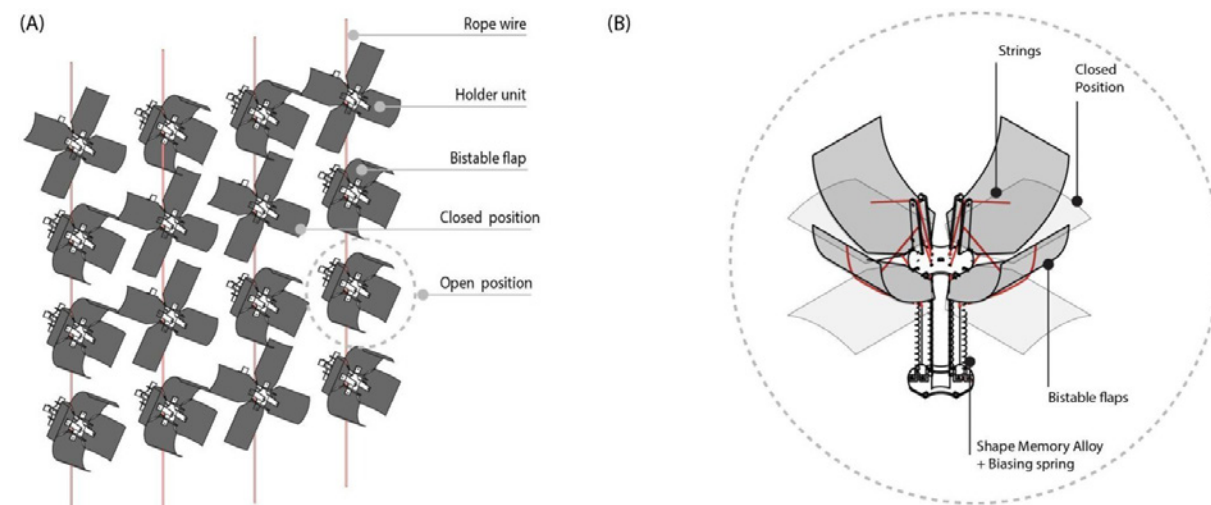 (A)
Rope wire
Holder unit
Bistable flap
Closed position
Open position
(B)
Strings
Closed
Position
Bistable flaps
Shape Memory Alloy
+ Biasing spring